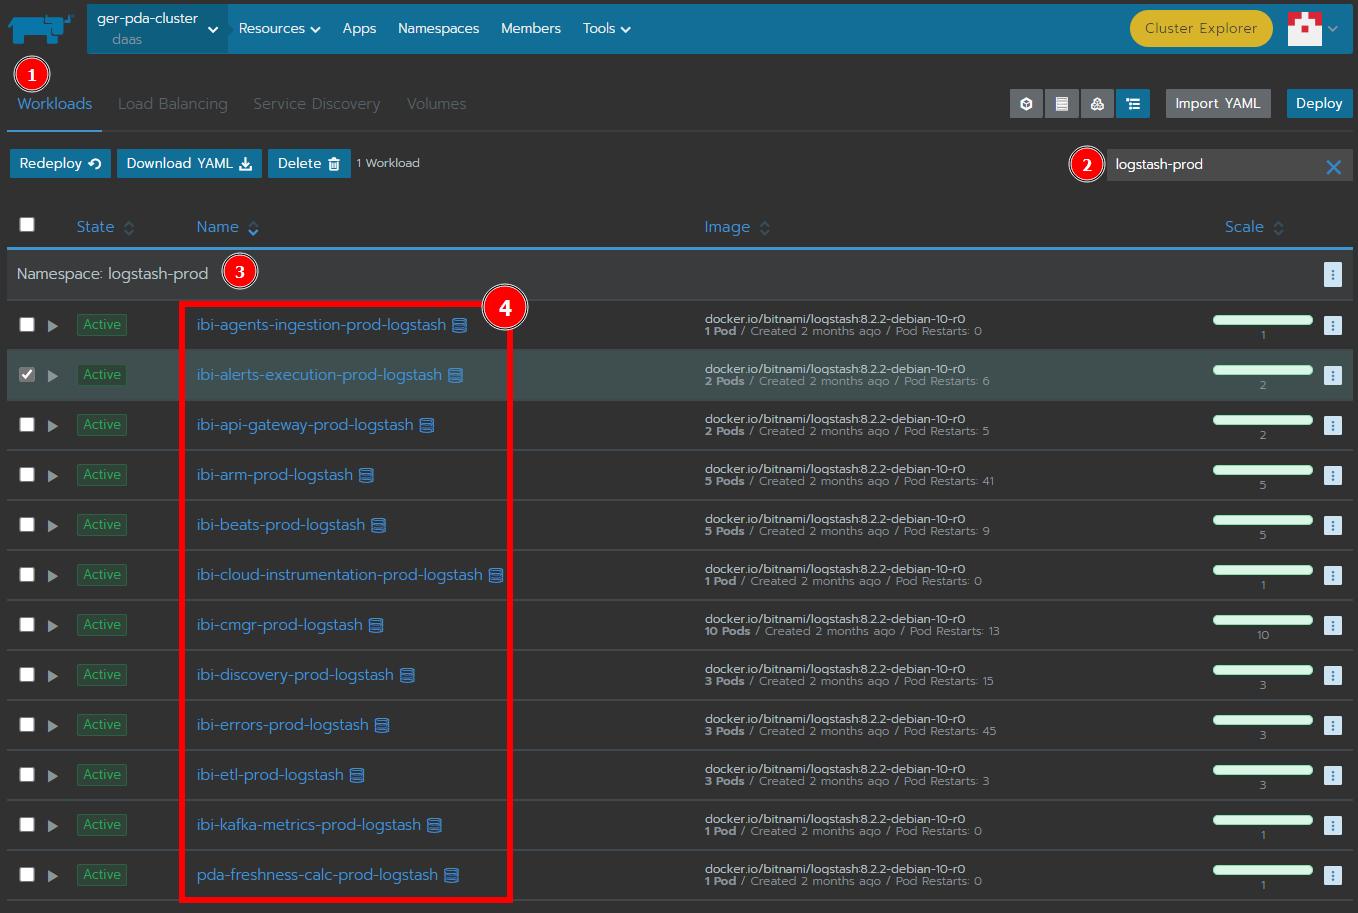 ger-pda-cluster
daas
Resources Apps Namespaces Members Tools Cluster Explorer
1
Workloads Load Balancing Service Discovery Volumes Import YAML Deploy
Redeploy Download YAML Delete 1 Workload 2 logstash-prod
State Name Image Scale
Namespace: logstash-prod 3
4
Active ibi-agents-ingestion-prod-logstash docker.io/bitnami/logstash:8.2.2-debian-10-r0
1 Pod / Created 2 months ago / Pod Restarts: 0 1
Active ibi-alerts-execution-prod-logstash docker.io/bitnami/logstash:8.2.2-debian-10-r0
2 Pods / Created 2 months ago / Pod Restarts: 6 2
Active ibi-api-gateway-prod-logstash docker.io/bitnami/logstash:8.2.2-debian-10-r0
2 Pods / Created 2 months ago / Pod Restarts: 5 2
Active ibi-arm-prod-logstash docker.io/bitnami/logstash:8.2.2-debian-10-r0
5 Pods / Created 2 months ago / Pod Restarts: 41 5
Active ibi-beats-prod-logstash docker.io/bitnami/logstash:8.2.2-debian-10-r0
5 Pods / Created 2 months ago / Pod Restarts: 9 5
Active ibi-cloud-instrumentation-prod-logstash docker.io/bitnami/logstash:8.2.2-debian-10-r0
1 Pod / Created 2 months ago / Pod Restarts: 0 1
Active ibi-cmgr-prod-logstash docker.io/bitnami/logstash:8.2.2-debian-10-r0
10 Pods / Created 2 months ago / Pod Restarts: 13 10
Active ibi-discovery-prod-logstash docker.io/bitnami/logstash:8.2.2-debian-10-r0
3 Pods / Created 2 months ago / Pod Restarts: 15 3
Active ibi-errors-prod-logstash docker.io/bitnami/logstash:8.2.2-debian-10-r0
3 Pods / Created 2 months ago / Pod Restarts: 45 3
Active ibi-etl-prod-logstash docker.io/bitnami/logstash:8.2.2-debian-10-r0
3 Pods / Created 2 months ago / Pod Restarts: 3 3
Active ibi-kafka-metrics-prod-logstash docker.io/bitnami/logstash:8.2.2-debian-10-r0
1 Pod / Created 2 months ago / Pod Restarts: 0 1
Active pda-freshness-calc-prod-logstash docker.io/bitnami/logstash:8.2.2-debian-10-r0
1 Pod / Created 2 months ago / Pod Restarts: 0 1